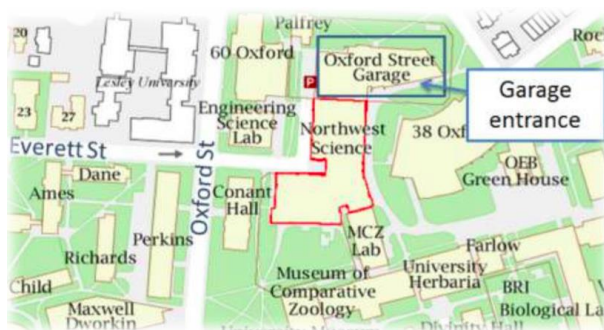 20
Palfrey
60 Oxford
Oxford Street
Garage
P
Lesley University
Garage
entrance
23
27
Engineering
Science
Lab
Northwest
Science
38 Oxf
Everett St
Oxford St
OEB
Green House
Dane
Ames
Conant
Hall
Perkins
Richards
MCZ
Lab
Farlow
University
Herbaria
Museum of
Comparative
Zoology
BRI
Biological La
Child
Maxwell
Dworkin
Divinity Hall